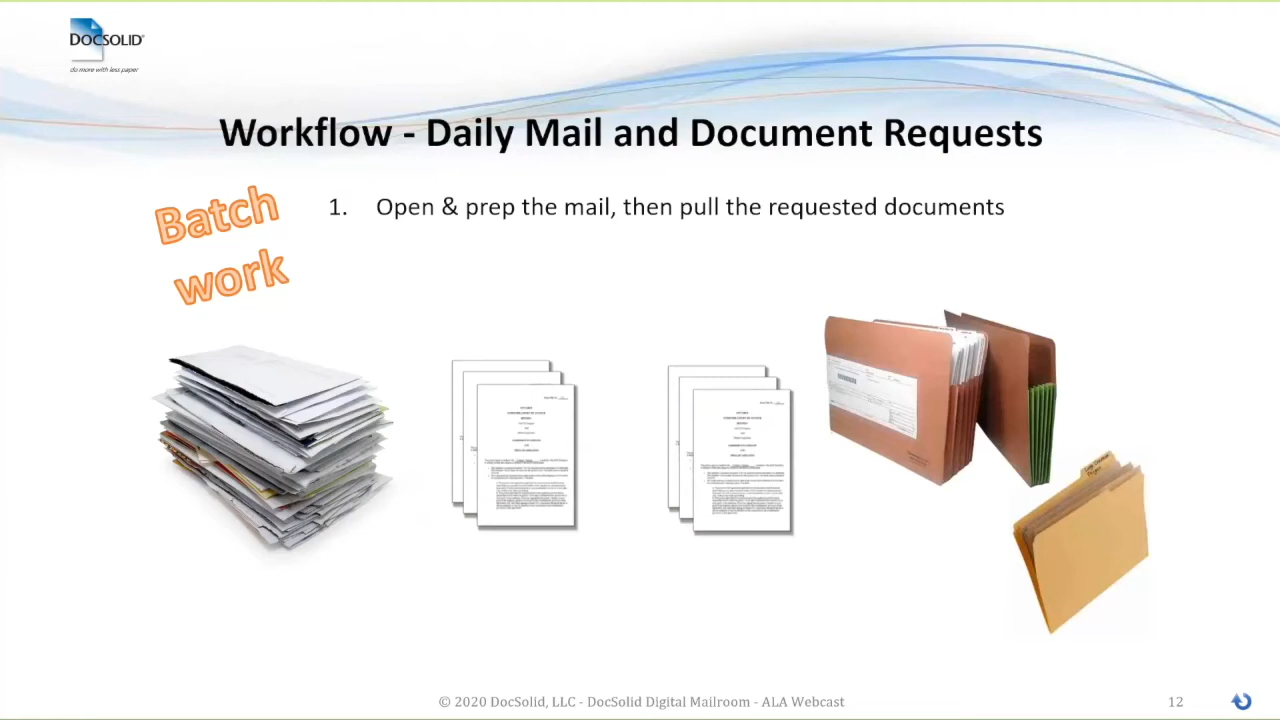 DOCSOLID®
do more with less paper
Workflow - Daily Mail and Document Requests
Batch
work
1. Open & prep the mail, then pull the requested documents
© 2020 DocSolid, LLC - DocSolid Digital Mailroom - ALA Webcast
12